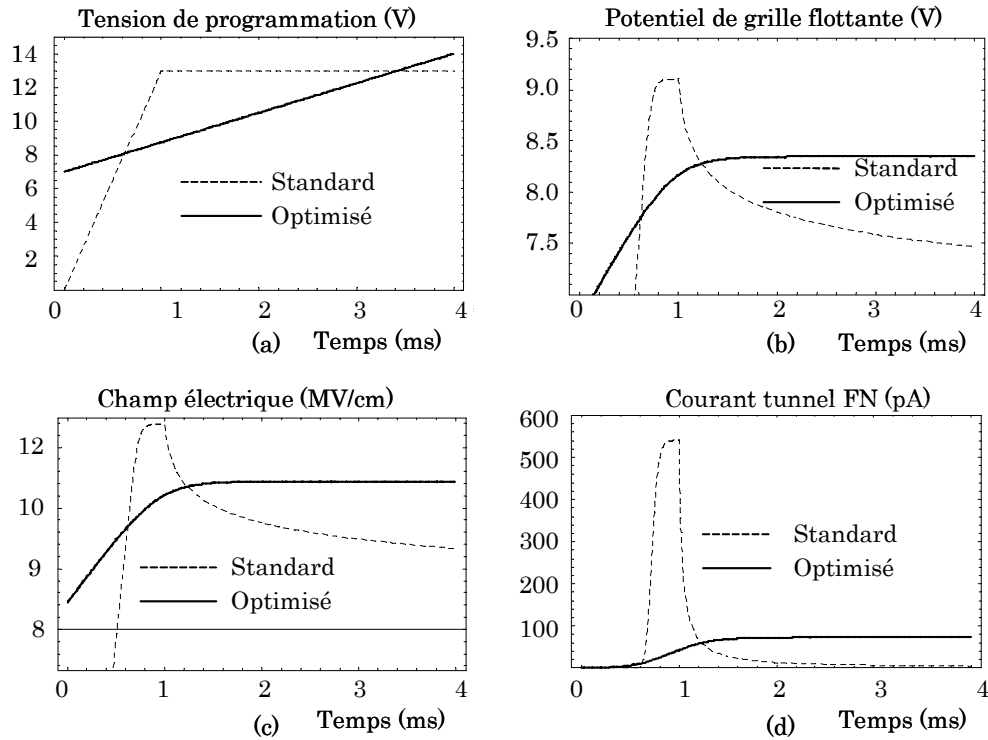 Tension de programmation (V)
14
12
10
8
6
4
2
0
1
2
3
4
Standard
Optimisé
(a)
Temps (ms)
Potentiel de grille flottante (V)
9.5
9.0
8.5
8.0
7.5
0
1
2
3
4
Standard
Optimisé
(b)
Temps (ms)
Champ électrique (MV/cm)
12
10
9
8
0
1
2
3
4
Standard
Optimisé
(c)
Temps (ms)
Courant tunnel FN (pA)
600
500
400
300
200
100
0
1
2
3
4
Standard
Optimisé
(d)
Temps (ms)